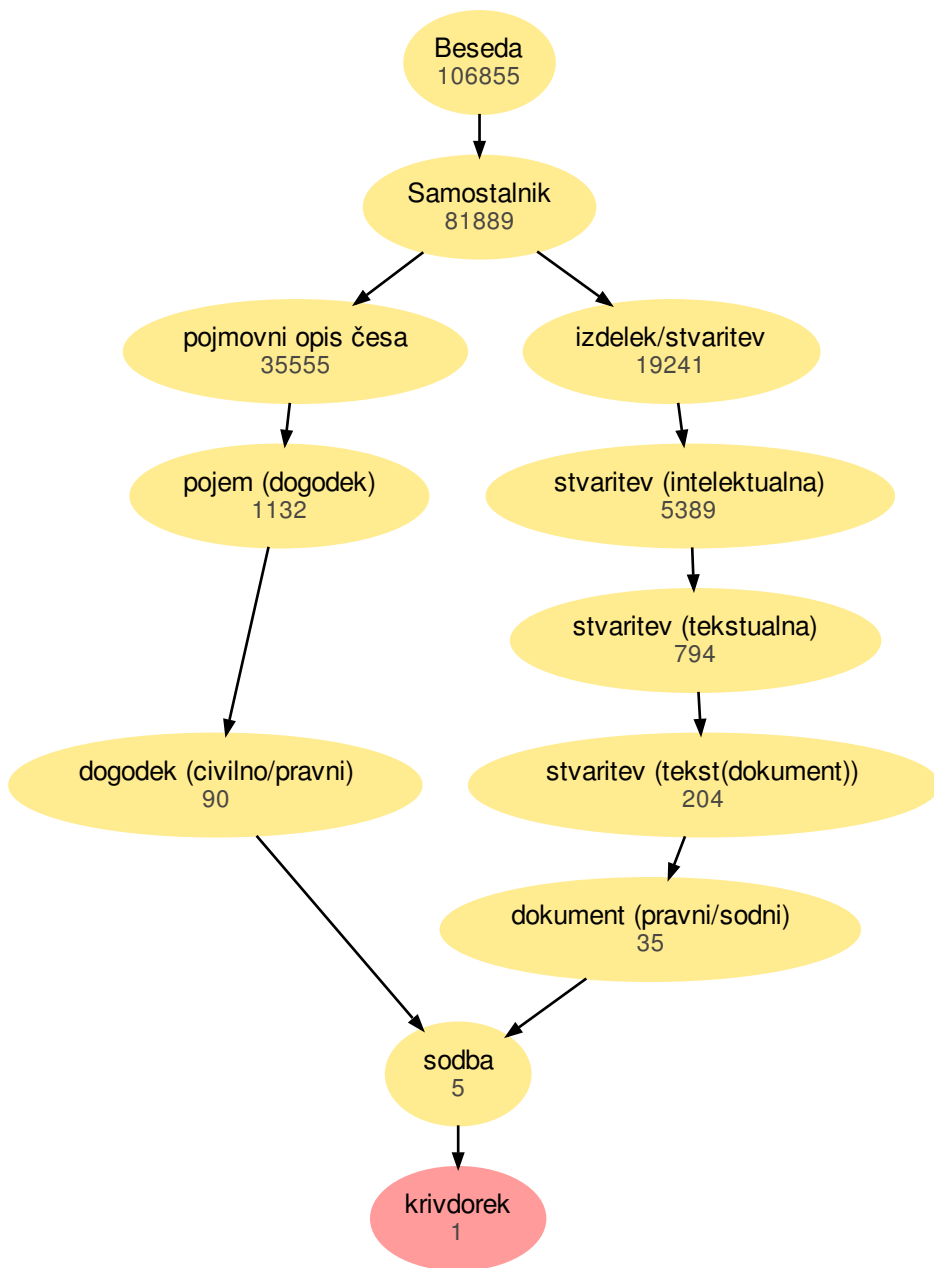 Beseda
106855
Samostalnik
81889
pojmovni opis česa
35555
izdelek/stvaritev
19241
pojem (dogodek)
1132
stvaritev (intelektualna)
5389
stvaritev (tekstualna)
794
dogodek (civilno/pravni)
90
stvaritev (tekst(dokument))
204
dokument (pravni/sodni)
35
sodba
5
krivdorek
1